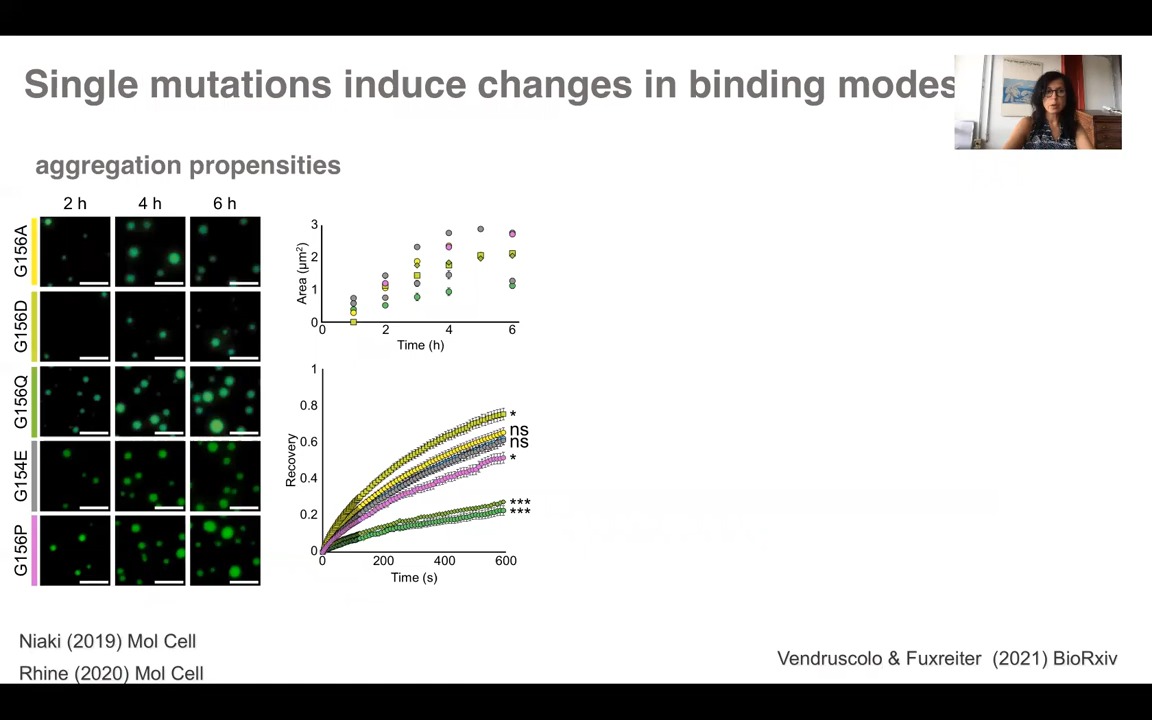 Single mutations induce changes in binding modes
aggregation propensities
2 h 4 h 6 h
G156A
G156D
G156Q
G154E
G156P
Area (µm²)
3
2
1
0
0 2 4 6
Time (h)
Recovery
1
0.8
0.6
0.4
0.2
0
*
ns
ns
*
***
***
0 200 400 600
Time (s)
Niaki (2019) Mol Cell
Rhine (2020) Mol Cell
Vendruscolo & Fuxreiter (2021) BioRxiv